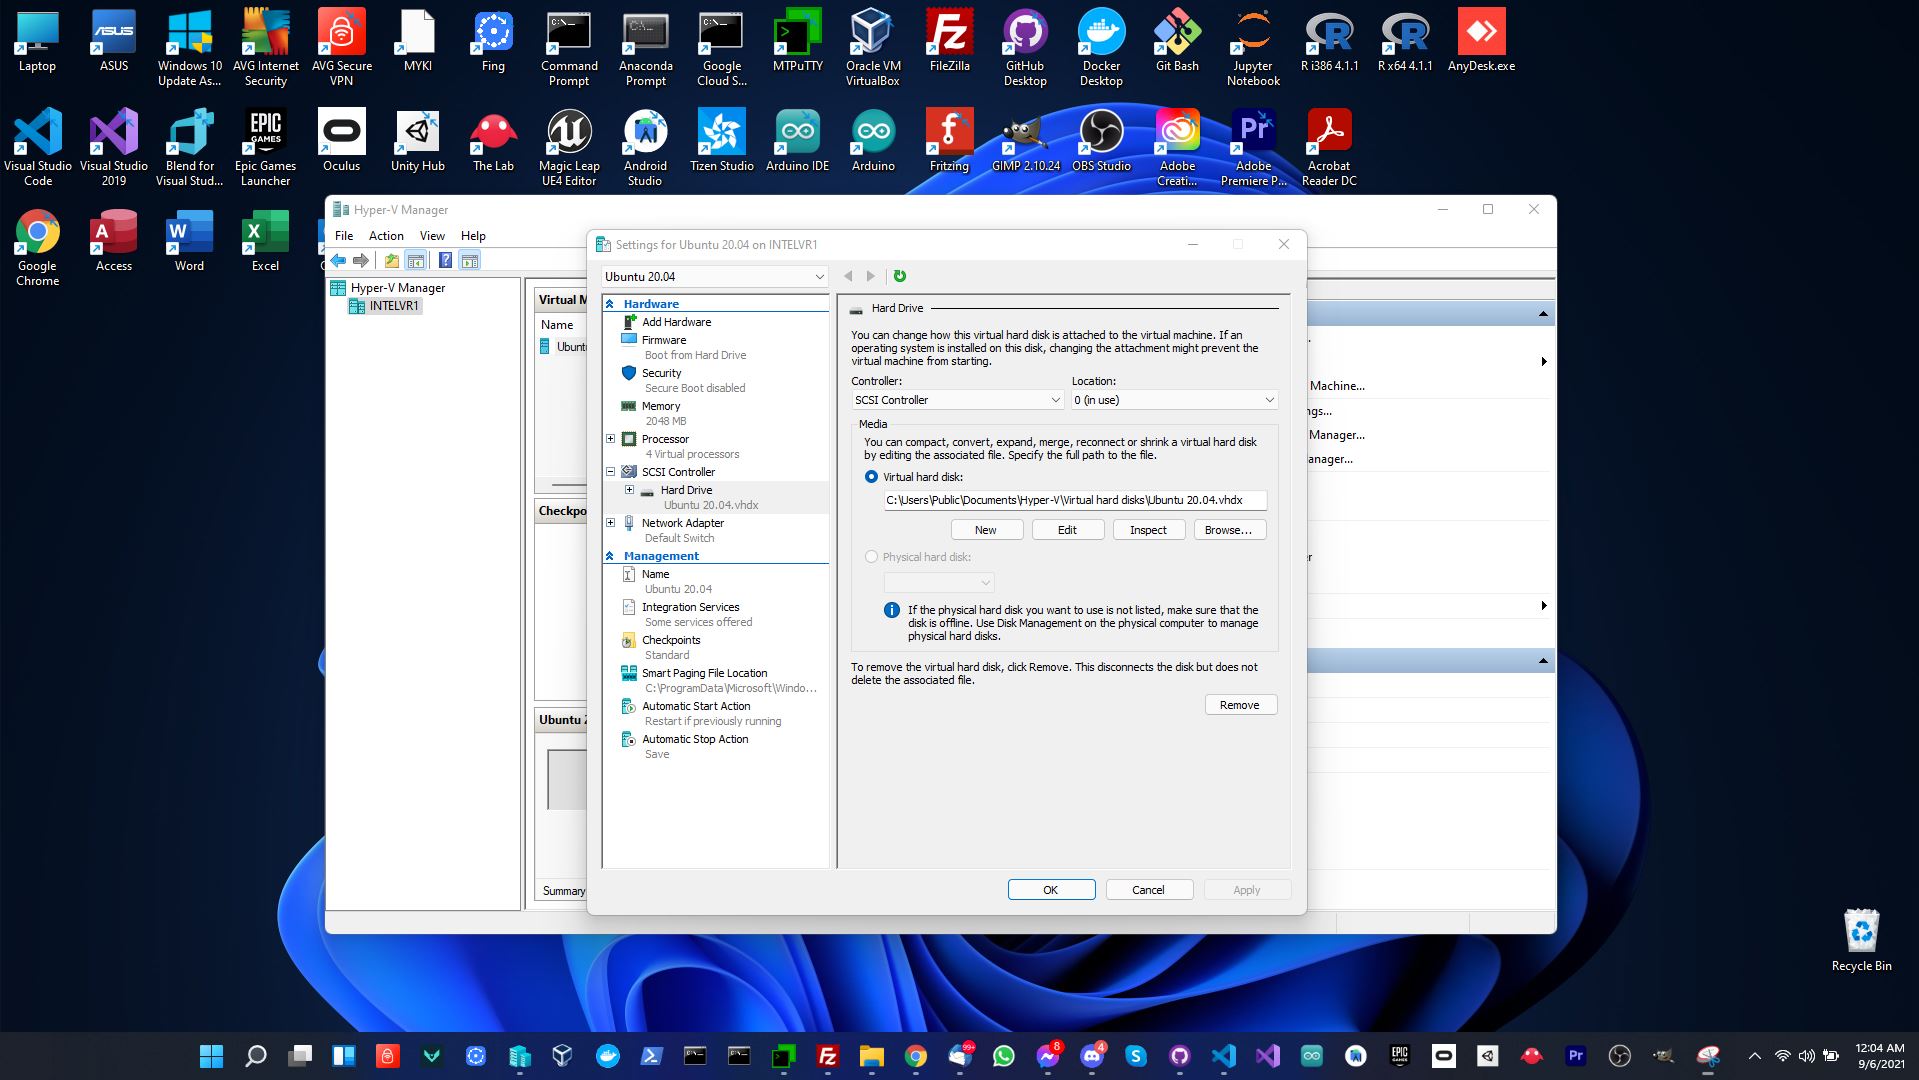 Laptop
ASUS
Windows 10
Update As...
AVG Internet
Security
AVG Secure
VPN
MYKI
Fing
Command
Prompt
Anaconda
Prompt
Google
Cloud S...
MTPuTTY
Oracle VM
VirtualBox
FileZilla
GitHub
Desktop
Docker
Desktop
Git Bash
Jupyter
Notebook
R i386 4.1.1
R x64 4.1.1
AnyDesk.exe
Visual Studio
Code
Visual Studio
2019
Blend for
Visual Stud...
Epic Games
Launcher
Oculus
Unity Hub
The Lab
Magic Leap
UE4 Editor
Android
Studio
Tizen Studio
Arduino IDE
Arduino
Fritzing
GIMP 2.10.24
OBS Studio
Adobe
Creati...
Adobe
Premiere P...
Acrobat
Reader DC
Google
Chrome
Access
Word
Excel
Hyper-V Manager
File Action View Help
Hyper-V Manager
INTELVR1
Virtual M
Name
Ubunt
Checkpo
Ubuntu 2
Summary
Machine...
ngs...
Manager...
anager...
Settings for Ubuntu 20.04 on INTELVR1
Ubuntu 20.04
Hardware
Add Hardware
Firmware
Boot from Hard Drive
Security
Secure Boot disabled
Memory
2048 MB
Processor
4 Virtual processors
SCSI Controller
Hard Drive
Ubuntu 20.04.vhdx
Network Adapter
Default Switch
Management
Name
Ubuntu 20.04
Integration Services
Some services offered
Checkpoints
Standard
Smart Paging File Location
C:\ProgramData\Microsoft\Windo...
Automatic Start Action
Restart if previously running
Automatic Stop Action
Save
Hard Drive
You can change how this virtual hard disk is attached to the virtual machine. If an
operating system is installed on this disk, changing the attachment might prevent the
virtual machine from starting.
Controller: Location:
SCSI Controller 0 (in use)
Media
You can compact, convert, expand, merge, reconnect or shrink a virtual hard disk
by editing the associated file. Specify the full path to the file.
Virtual hard disk:
C:\Users\Public\Documents\Hyper-V\Virtual hard disks\Ubuntu 20.04.vhdx
New Edit Inspect Browse...
Physical hard disk:
If the physical hard disk you want to use is not listed, make sure that the
disk is offline. Use Disk Management on the physical computer to manage
physical hard disks.
To remove the virtual hard disk, click Remove. This disconnects the disk but does not
delete the associated file.
Remove
OK Cancel Apply
Recycle Bin
12:04 AM
9/6/2021